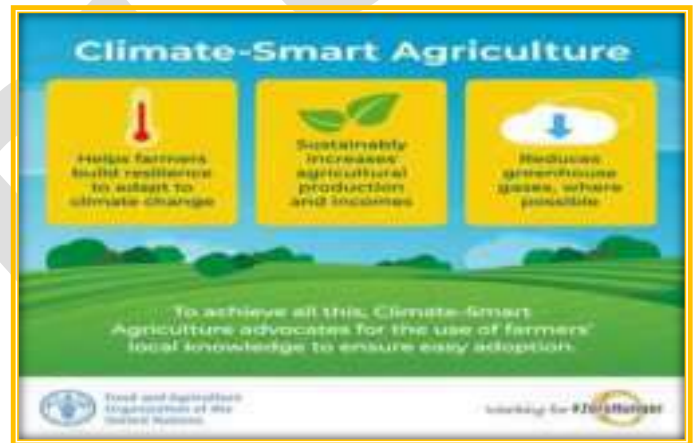 Climate-Smart Agriculture
Helps farmers
build resilience
to adapt to
climate change
Sustainably
increases
agricultural
production
and incomes
Reduces
greenhouse
gases, where
possible
To achieve all this, Climate-Smart
Agriculture advocates for the use of farmers'
local knowledge to ensure easy adoption.
Food and Agriculture
Organization of the
United Nations
Working for #ZeroHunger